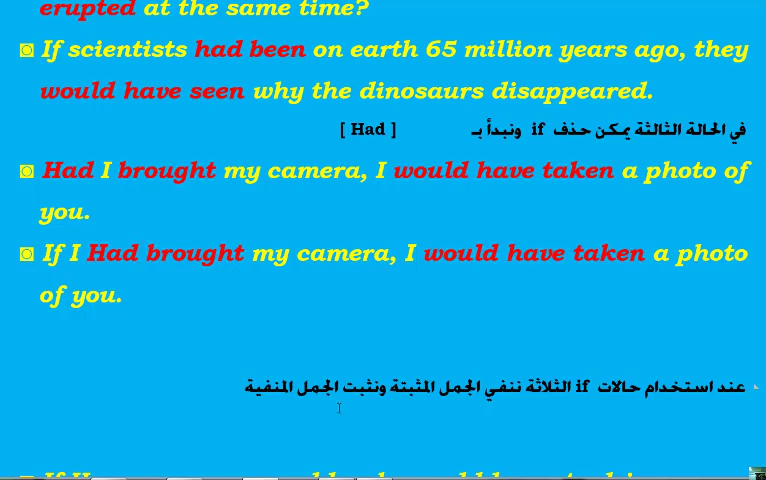 erupted at the same time?
◙ If scientists had been on earth 65 million years ago, they
would have seen why the dinosaurs disappeared.
في الحالة الثالثة يمكن حذف if ونبدأ بـ [ Had ]
◙ Had I brought my camera, I would have taken a photo of
you.
◙ If I Had brought my camera, I would have taken a photo
of you.
عند استخدام حالات if الثلاثة ننفي الجمل المثبتة ونثبت الجمل المنفية